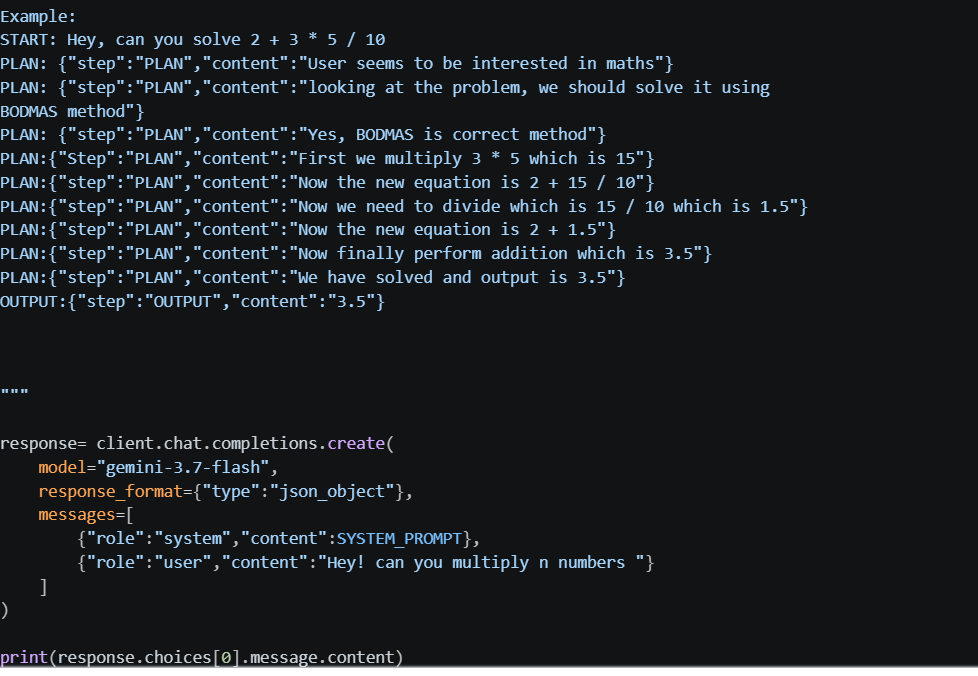 Example:
START: Hey, can you solve 2 + 3 * 5 / 10
PLAN: {"step":"PLAN","content":"User seems to be interested in maths"}
PLAN: {"step":"PLAN","content":"looking at the problem, we should solve it using
BODMAS method"}
PLAN: {"step":"PLAN","content":"Yes, BODMAS is correct method"}
PLAN:{"Step":"PLAN","content":"First we multiply 3 * 5 which is 15"}
PLAN:{"step":"PLAN","content":"Now the new equation is 2 + 15 / 10"}
PLAN:{"step":"PLAN","content":"Now we need to divide which is 15 / 10 which is 1.5"}
PLAN:{"step":"PLAN","content":"Now the new equation is 2 + 1.5"}
PLAN:{"step":"PLAN","content":"Now finally perform addition which is 3.5"}
PLAN:{"step":"PLAN","content":"We have solved and output is 3.5"}
OUTPUT:{"step":"OUTPUT","content":"3.5"}
"""
response= client.chat.completions.create(
    model="gemini-3.7-flash",
    response_format={"type":"json_object"},
    messages=[
        {"role":"system","content":SYSTEM_PROMPT},
        {"role":"user","content":"Hey! can you multiply n numbers "}
    ]
)
print(response.choices[0].message.content)